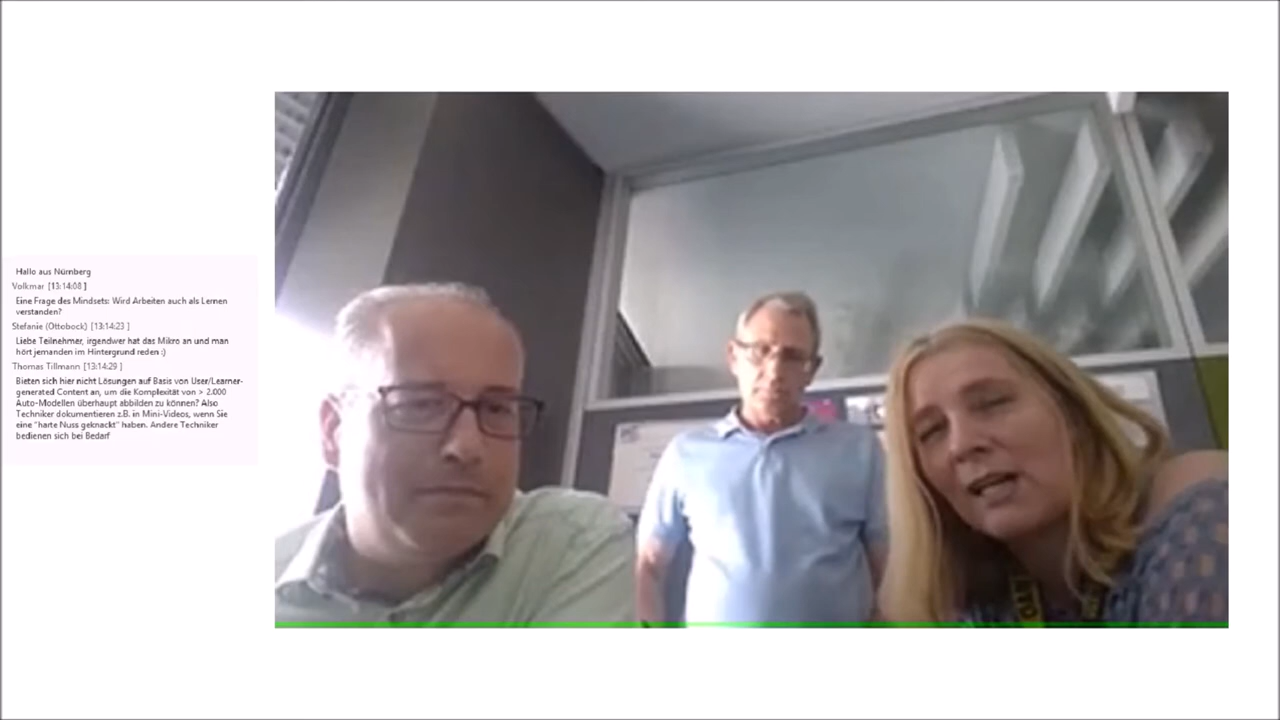 Hallo aus Nürnberg
Volkmar [13:14:08 ]
Eine Frage des Mindsets: Wird Arbeiten auch als Lernen
verstanden?
Stefanie (Ottobock) [13:14:23 ]
Liebe Teilnehmer, irgendwer hat das Mikro an und man
hört jemanden im Hintergrund reden :)
Thomas Tillmann [13:14:29 ]
Bieten sich hier nicht Lösungen auf Basis von User/Learner-
generated Content an, um die Komplexität von > 2.000
Auto-Modellen überhaupt abbilden zu können? Also
Techniker dokumentieren z.B. in Mini-Videos, wenn Sie
eine "harte Nuss geknackt" haben. Andere Techniker
bedienen sich bei Bedarf